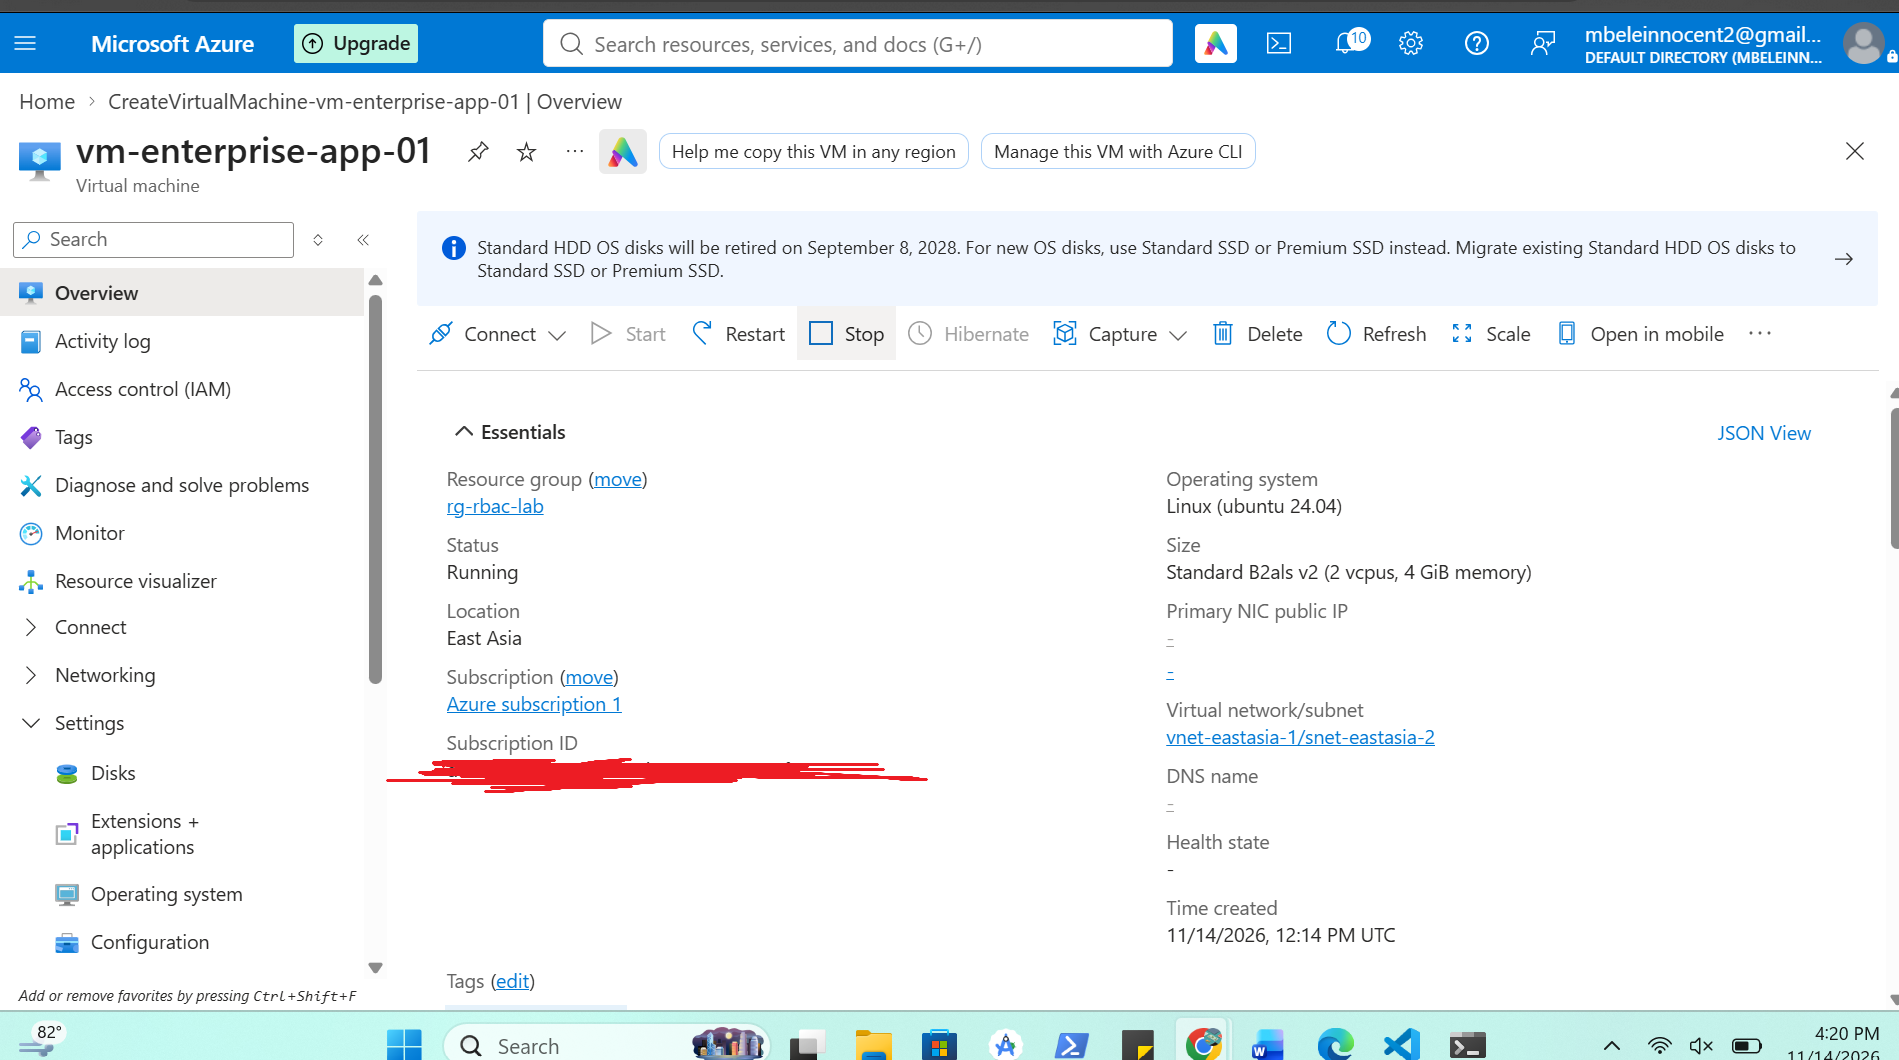 Microsoft Azure
Upgrade
Search resources, services, and docs (G+/)
10
mbeleinnocent2@gmail...
DEFAULT DIRECTORY (MBELEINN...
Home > CreateVirtualMachine-vm-enterprise-app-01 | Overview
vm-enterprise-app-01
Virtual machine
Help me copy this VM in any region
Manage this VM with Azure CLI
Search
Overview
Activity log
Access control (IAM)
Tags
Diagnose and solve problems
Monitor
Resource visualizer
Connect
Networking
Settings
Disks
Extensions +
applications
Operating system
Configuration
Add or remove favorites by pressing Ctrl+Shift+F
Standard HDD OS disks will be retired on September 8, 2028. For new OS disks, use Standard SSD or Premium SSD instead. Migrate existing Standard HDD OS disks to
Standard SSD or Premium SSD.
Connect
Start
Restart
Stop
Hibernate
Capture
Delete
Refresh
Scale
Open in mobile
Essentials
JSON View
Resource group (move)
rg-rbac-lab
Status
Running
Location
East Asia
Subscription (move)
Azure subscription 1
Subscription ID
Operating system
Linux (ubuntu 24.04)
Size
Standard B2als v2 (2 vcpus, 4 GiB memory)
Primary NIC public IP
-
-
Virtual network/subnet
vnet-eastasia-1/snet-eastasia-2
DNS name
-
Health state
-
Time created
11/14/2026, 12:14 PM UTC
Tags (edit)
82°
Search
4:20 PM
11/14/2026